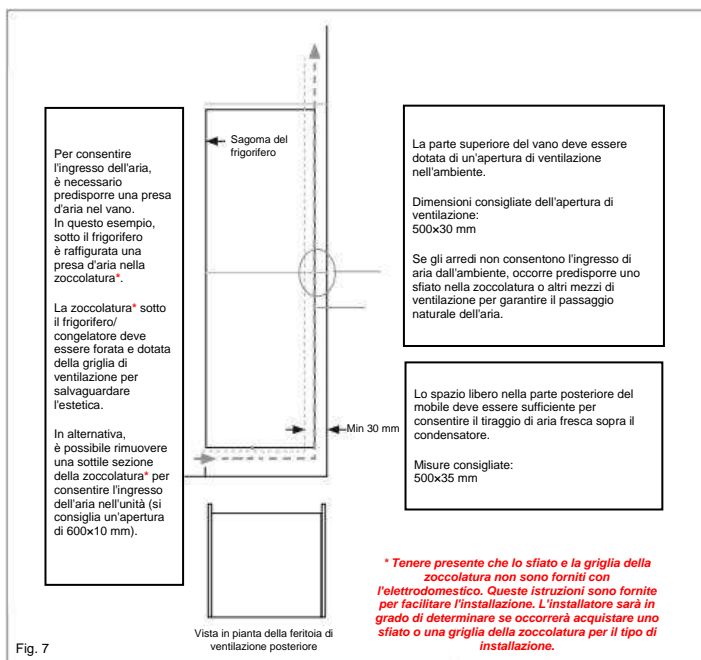 Per consentire
l'ingresso dell'aria,
è necessario
predisporre una presa
d'aria nel vano.
In questo esempio,
sotto il frigorifero
è raffigurata una
presa d'aria nella
zoccolatura*.
La zoccolatura* sotto
il frigorifero/
congelatore deve
essere forata e dotata
della griglia di
ventilazione per
salvaguardare
l'estetica.
In alternativa,
è possibile rimuovere
una sottile sezione
della zoccolatura* per
consentire l'ingresso
dell'aria nell'unità (si
consiglia un'apertura
di 600×10 mm).
Sagoma del
frigorifero
Min 30 mm
La parte superiore del vano deve essere
dotata di un'apertura di ventilazione
nell'ambiente.
Dimensioni consigliate dell'apertura di
ventilazione:
500×30 mm
Se gli arredi non consentono l'ingresso di
aria dall'ambiente, occorre predisporre uno
sfiato nella zoccolatura o altri mezzi di
ventilazione per garantire il passaggio
naturale dell'aria.
Lo spazio libero nella parte posteriore del
mobile deve essere sufficiente per
consentire il tiraggio di aria fresca sopra il
condensatore.
Misure consigliate:
500×35 mm
Vista in pianta della feritoia di
ventilazione posteriore
* Tenere presente che lo sfiato e la griglia della
zoccolatura non sono forniti con
l'elettrodomestico. Queste istruzioni sono fornite
per facilitare l'installazione. L'installatore sarà in
grado di determinare se occorrerà acquistare uno
sfiato o una griglia della zoccolatura per il tipo di
installazione.
Fig. 7